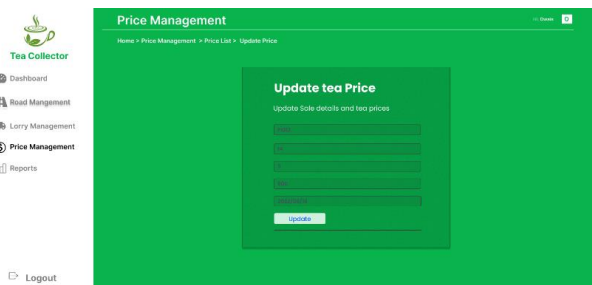 Tea Collector
Dashboard
Road Mangement
Lorry Management
Price Management
Reports
Logout
Price Management
Home > Price Management > Price List > Update Price
Update tea Price
Update Sale details and tea prices
Update